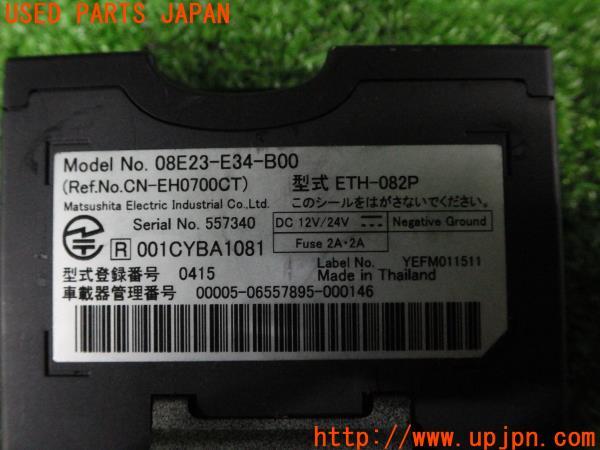 USED PARTS JAPAN
Model No. 08E23-E34-B00
(Ref.No.CN-EH0700CT) 型式 ETH-082P
Matsushita Electric Industrial Co.,Ltd. このシールをはがさないでください。
Serial No. 557340 DC 12V/24V Negative Ground
R 001CYBA1081 Fuse 2A・2A
Label No. YEFM011511
型式登録番号 0415 Made in Thailand
車載器管理番号 00005-06557895-000146
UPJ http://www.upjpn.com/